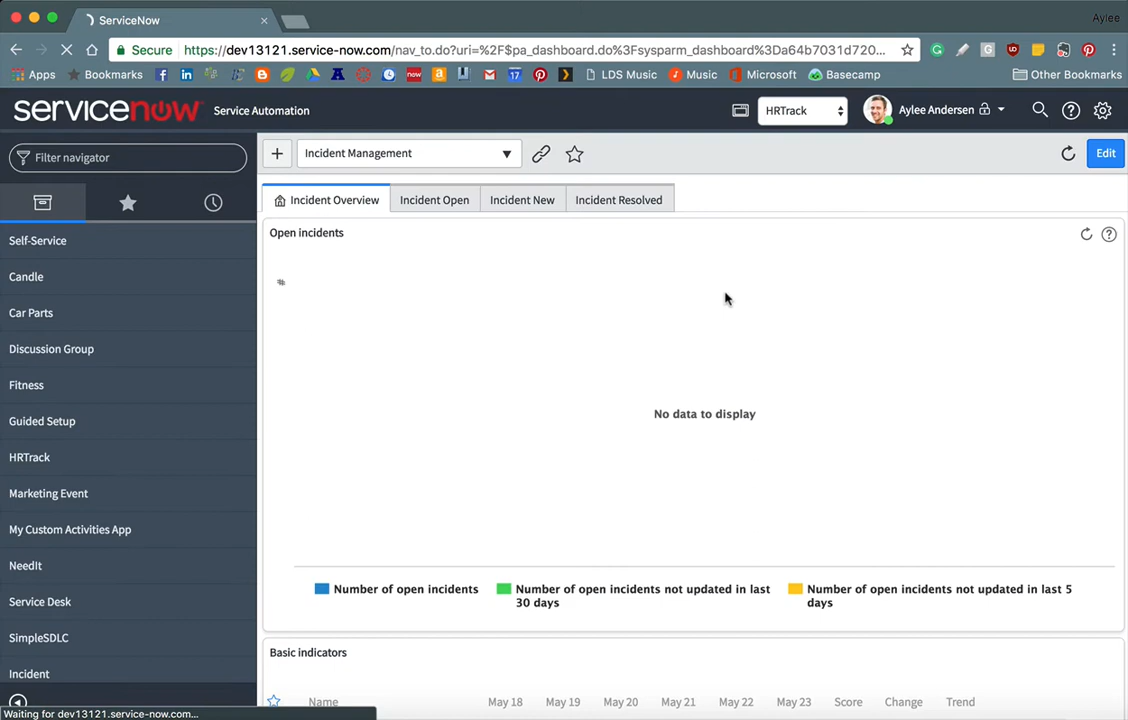 ServiceNow
Aylee
Secure
https://dev13121.service-now.com/nav_to.do?uri=%2F$pa_dashboard.do%3Fsysparm_dashboard%3Da64b7031d720...
Apps
Bookmarks
LDS Music
Music
Microsoft
Basecamp
Other Bookmarks
servicenow Service Automation
HRTrack
Aylee Andersen
Filter navigator
Incident Management
Edit
Incident Overview
Incident Open
Incident New
Incident Resolved
Self-Service
Candle
Car Parts
Discussion Group
Fitness
Guided Setup
HRTrack
Marketing Event
My Custom Activities App
NeedIt
Service Desk
SimpleSDLC
Incident
Waiting for dev13121.service-now.com...
Open incidents
#
No data to display
Number of open incidents
Number of open incidents not updated in last
30 days
Number of open incidents not updated in last 5
days
Basic indicators
Name May 18 May 19 May 20 May 21 May 22 May 23 Score Change Trend